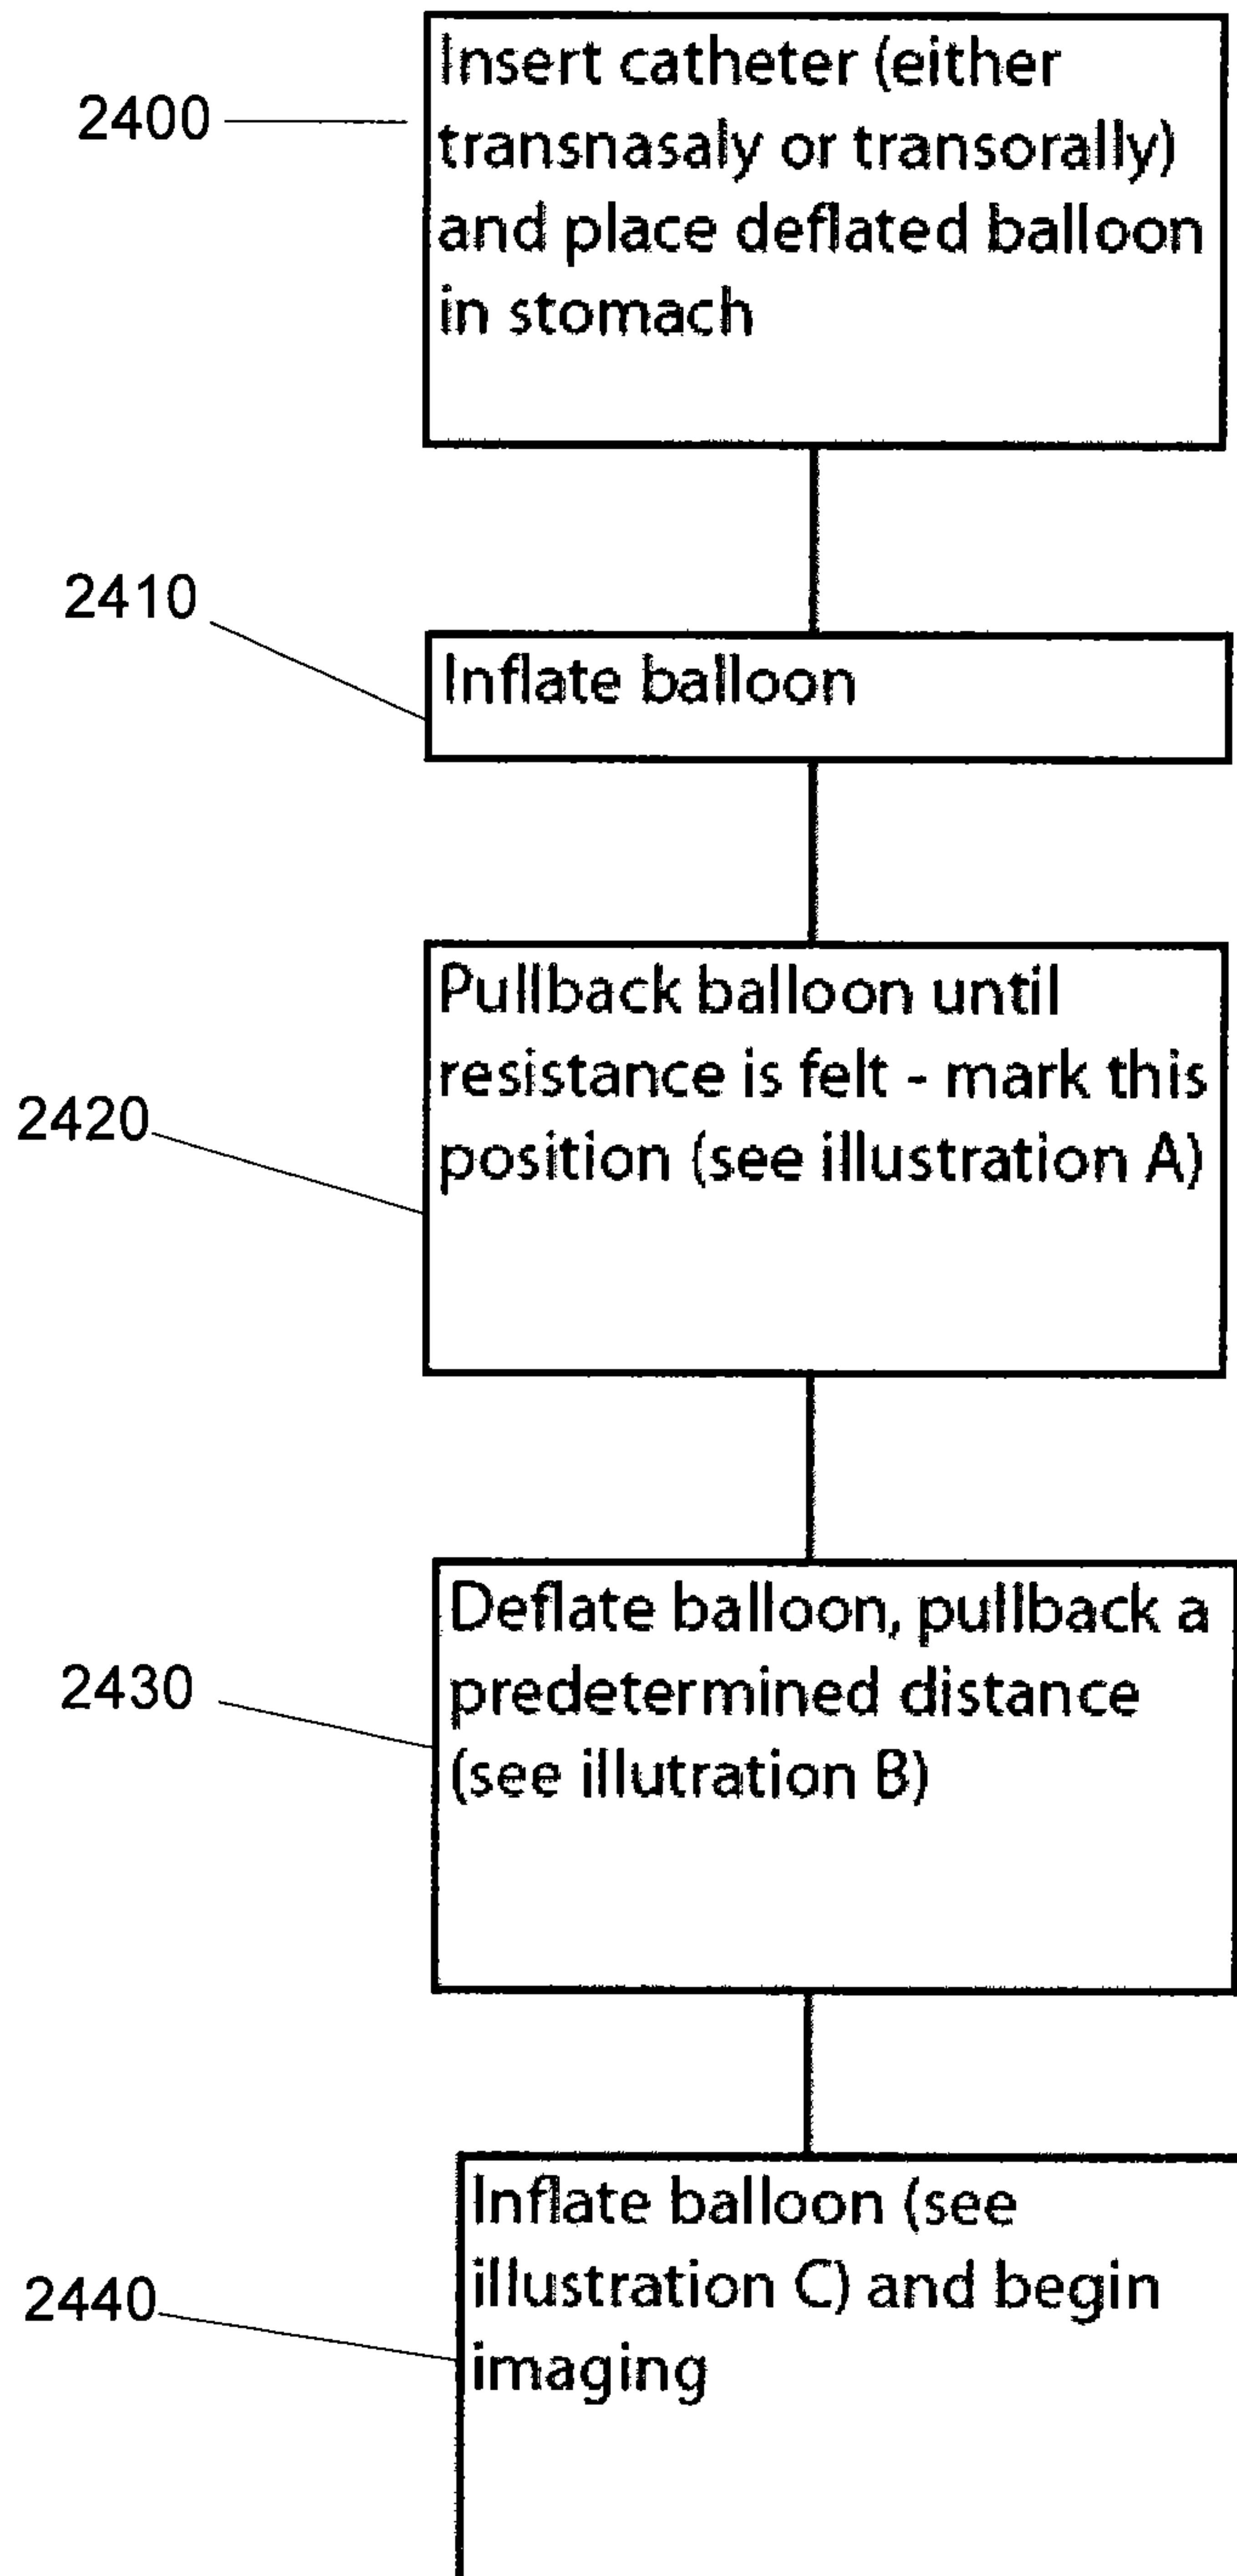 2400
Insert catheter (either
transnasaly or transorally)
and place deflated balloon
in stomach
2410
Inflate balloon
2420
Pullback balloon until
resistance is felt - mark this
position (see illustration A)
2430
Deflate balloon, pullback a
predetermined distance
(see illutration B)
2440
Inflate balloon (see
illustration C) and begin
imaging